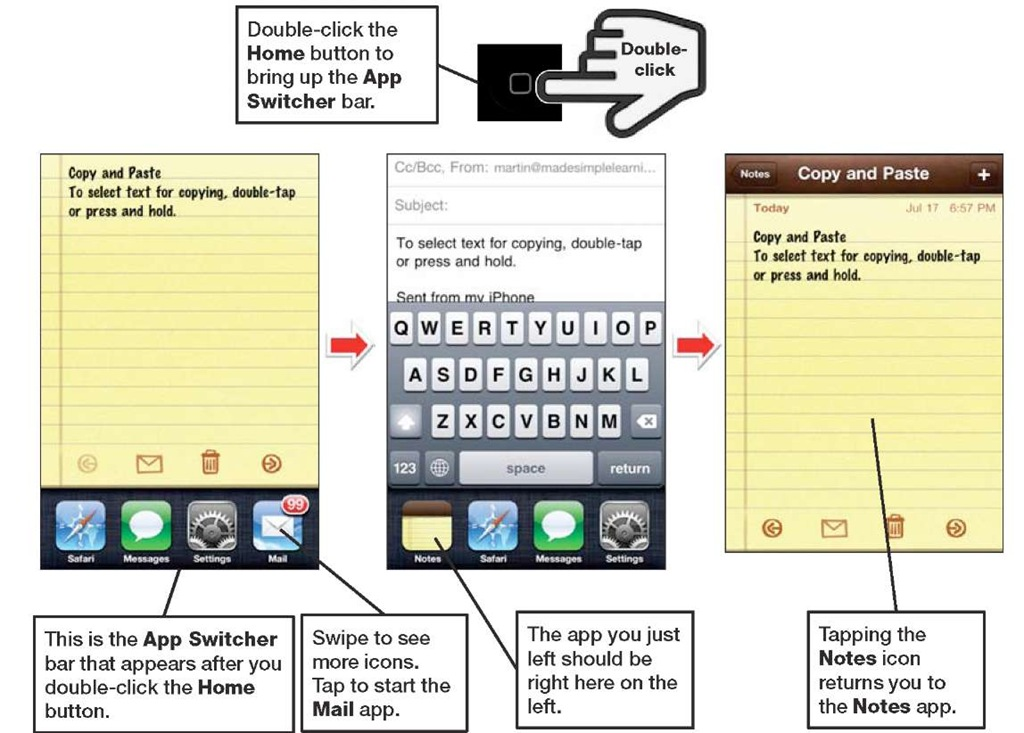 Double-click the
Home button to
bring up the App
Switcher bar.
Double-
click
Copy and Paste
To select text for copying, double-tap
or press and hold.
Safari
Messages
Settings
99
Mail
Cc/Bcc, From: martin@madesimplelearni...
Subject:
To select text for copying, double-tap
or press and hold.
Sent from my iPhone
Q W E R T Y U I O P
A S D F G H J K L
Z X C V B N M
123 space return
Notes Safari Messages Settings
Notes Copy and Paste +
Today Jul 17 6:57 PM
Copy and Paste
To select text for copying, double-tap
or press and hold.
This is the App Switcher
bar that appears after you
double-click the Home
button.
Swipe to see
more icons.
Tap to start the
Mail app.
The app you just
left should be
right here on the
left.
Tapping the
Notes icon
returns you to
the Notes app.